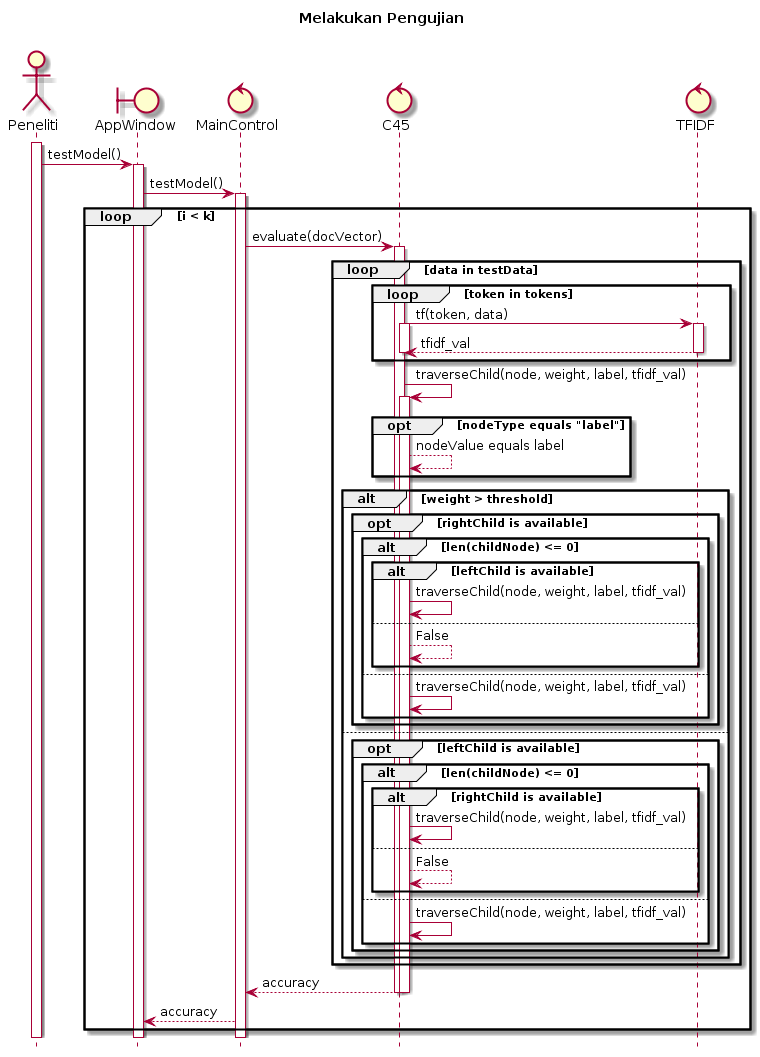 Melakukan Pengujian
Peneliti
AppWindow
MainControl
C45
TFIDF
testModel()
testModel()
loop [i < k]
evaluate(docVector)
loop [data in testData]
loop [token in tokens]
tf(token, data)
tfidf_val
traverseChild(node, weight, label, tfidf_val)
opt [nodeType equals "label"]
nodeValue equals label
alt [weight > threshold]
opt [rightChild is available]
alt [len(childNode) <= 0]
alt [leftChild is available]
traverseChild(node, weight, label, tfidf_val)
False
traverseChild(node, weight, label, tfidf_val)
opt [leftChild is available]
alt [len(childNode) <= 0]
alt [rightChild is available]
traverseChild(node, weight, label, tfidf_val)
False
traverseChild(node, weight, label, tfidf_val)
accuracy
accuracy